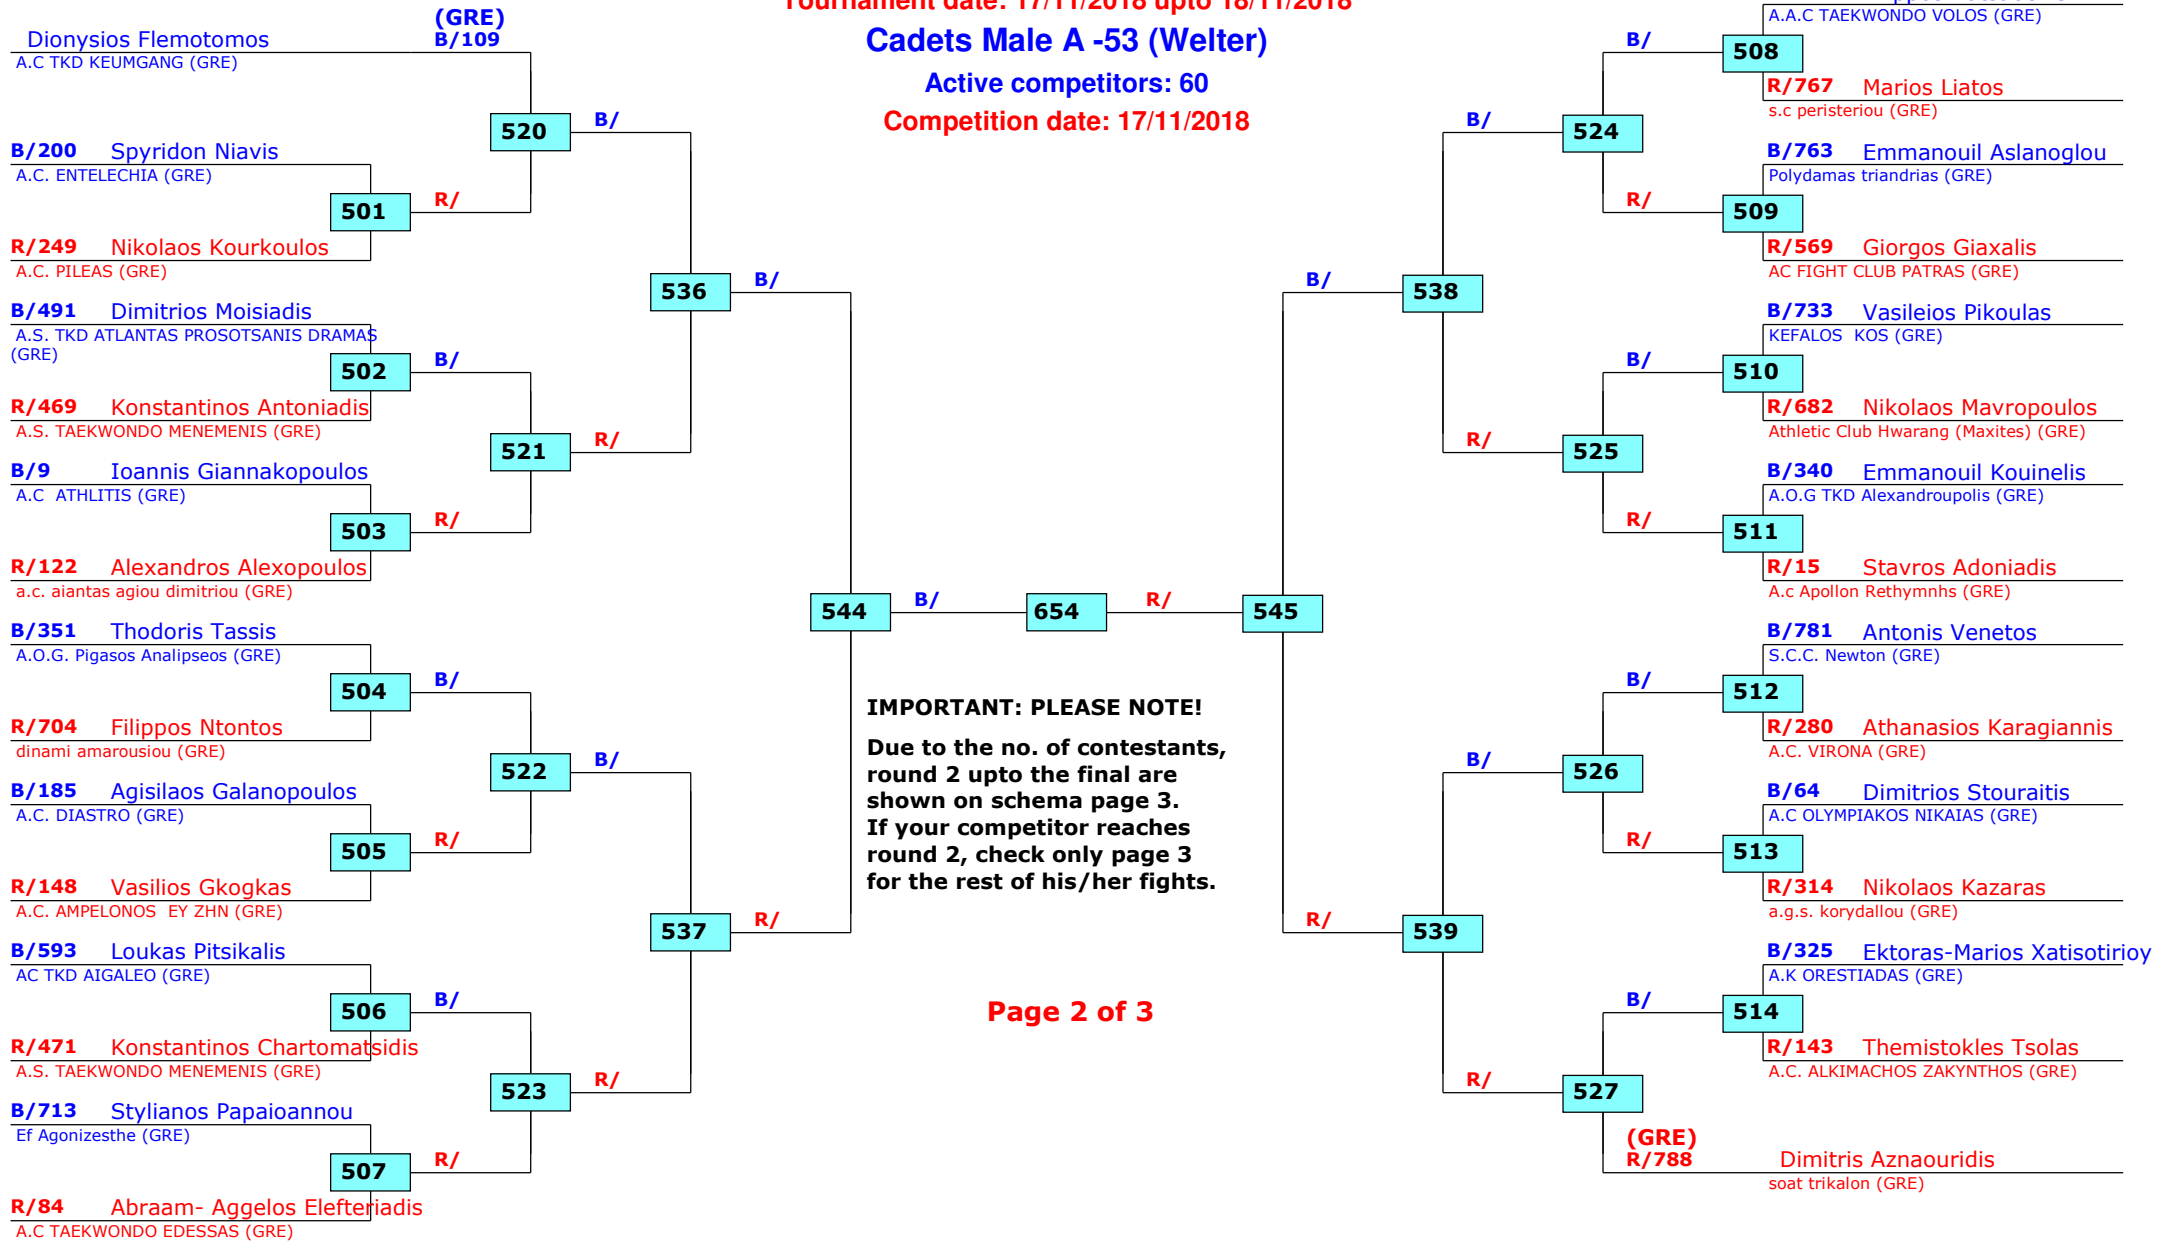 Tournament date: 17/11/2018 upto 18/11/2018
Cadets Male A -53 (Welter)
Active competitors: 60
Competition date: 17/11/2018
(GRE)
Dionysios Flemotomos B/109
A.C TKD KEUMGANG (GRE)
520 B/
B/200 Spyridon Niavis
A.C. ENTELECHIA (GRE)
501 R/
R/249 Nikolaos Kourkoulos
A.C. PILEAS (GRE)
536 B/
B/491 Dimitrios Moisiadis
A.S. TKD ATLANTAS PROSOTSANIS DRAMAS
(GRE)
502 B/
R/469 Konstantinos Antoniadis
A.S. TAEKWONDO MENEMENIS (GRE)
521 R/
B/9 Ioannis Giannakopoulos
A.C ATHLITIS (GRE)
503 R/
R/122 Alexandros Alexopoulos
a.c. aiantas agiou dimitriou (GRE)
544 B/ 654 R/ 545
B/351 Thodoris Tassis
A.O.G. Pigasos Analipseos (GRE)
504 B/
R/704 Filippos Ntontos
dinami amarousiou (GRE)
522 B/
B/185 Agisilaos Galanopoulos
A.C. DIASTRO (GRE)
505 R/
R/148 Vasilios Gkogkas
A.C. AMPELONOS EY ZHN (GRE)
537 R/
B/593 Loukas Pitsikalis
AC TKD AIGALEO (GRE)
506 B/
R/471 Konstantinos Chartomatsidis
A.S. TAEKWONDO MENEMENIS (GRE)
523 R/
B/713 Stylianos Papaioannou
Ef Agonizesthe (GRE)
507 R/
R/84 Abraam- Aggelos Elefteriadis
A.C TAEKWONDO EDESSAS (GRE)
IMPORTANT: PLEASE NOTE!
Due to the no. of contestants,
round 2 upto the final are
shown on schema page 3.
If your competitor reaches
round 2, check only page 3
for the rest of his/her fights.
Page 2 of 3
A.A.C TAEKWONDO VOLOS (GRE)
B/ 508
R/767 Marios Liatos
s.c peristeriou (GRE)
B/ 524
B/763 Emmanouil Aslanoglou
Polydamas triandrias (GRE)
R/ 509
R/569 Giorgos Giaxalis
AC FIGHT CLUB PATRAS (GRE)
B/ 538
B/733 Vasileios Pikoulas
KEFALOS KOS (GRE)
B/ 510
R/682 Nikolaos Mavropoulos
Athletic Club Hwarang (Maxites) (GRE)
R/ 525
B/340 Emmanouil Kouinelis
A.O.G TKD Alexandroupolis (GRE)
R/ 511
R/15 Stavros Adoniadis
A.c Apollon Rethymnhs (GRE)
B/781 Antonis Venetos
S.C.C. Newton (GRE)
B/ 512
R/280 Athanasios Karagiannis
A.C. VIRONA (GRE)
B/ 526
B/64 Dimitrios Stouraitis
A.C OLYMPIAKOS NIKAIAS (GRE)
R/ 513
R/314 Nikolaos Kazaras
a.g.s. korydallou (GRE)
R/ 539
B/325 Ektoras-Marios Xatisotirioy
A.K ORESTIADAS (GRE)
B/ 514
R/143 Themistokles Tsolas
A.C. ALKIMACHOS ZAKYNTHOS (GRE)
R/ 527
(GRE)
R/788 Dimitris Aznaouridis
soat trikalon (GRE)